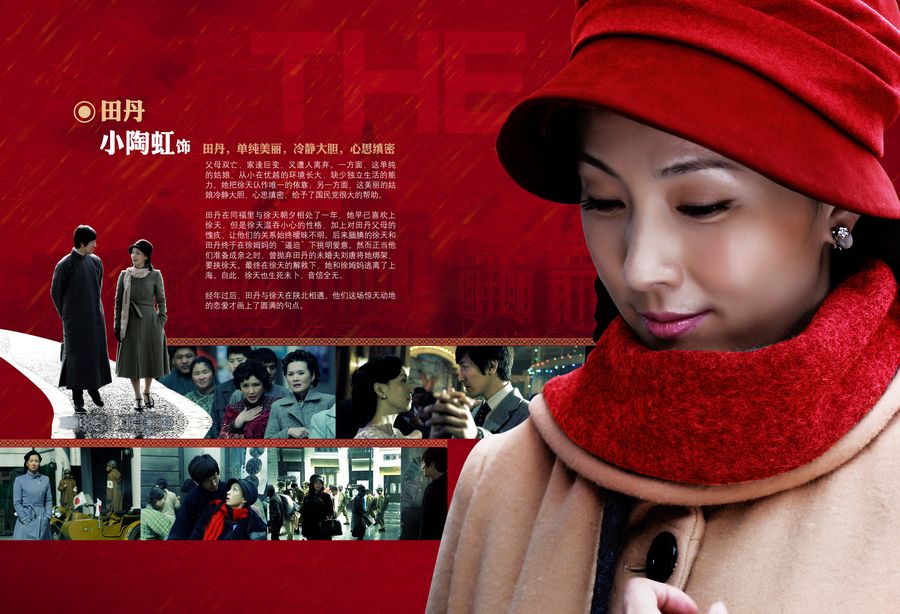 THE
田丹
小陶虹 饰
田丹，单纯美丽，冷静大胆，心思缜密
父母双亡、家逢巨变、又遭人离弃。一方面，这单纯
的姑娘，从小在优越的环境长大，缺少独立生活的能
力，她把徐天认作唯一的依靠，另一方面，这美丽的姑
娘冷静大胆，心思缜密，给予了国民党很大的帮助。
田丹在同福里与徐天朝夕相处了一年，她早已喜欢上
徐天，但是徐天温吞小心的性格，加上对田丹父母的
愧疚，让他们的关系始终暧昧不明。后来腼腆的徐天和
田丹终于在徐姆妈的“逼迫”下挑明爱意。然而正当他
们准备成亲之时，曾抛弃田丹的未婚夫刘唐将她绑架，
要挟徐天。最终在徐天的解救下，她和徐姆妈逃离了上
海。自此，徐天也生死未卜，音信全无。
经年过后，田丹与徐天在陕北相遇。他们这场惊天动地
的恋爱才画上了圆满的句点。